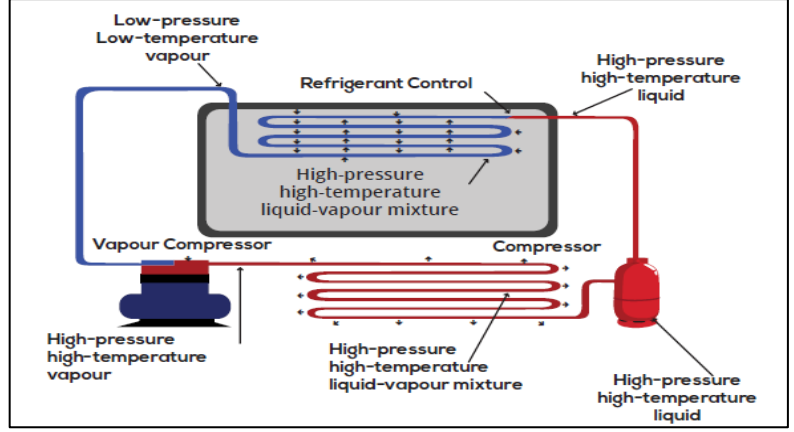 Low-pressure
Low-temperature
vapour
Refrigerant Control
High-pressure
high-temperature
liquid
High-pressure
high-temperature
liquid-vapour mixture
Vapour Compressor
Compressor
High-pressure
high-temperature
vapour
High-pressure
high-temperature
liquid-vapour mixture
High-pressure
high-temperature
liquid